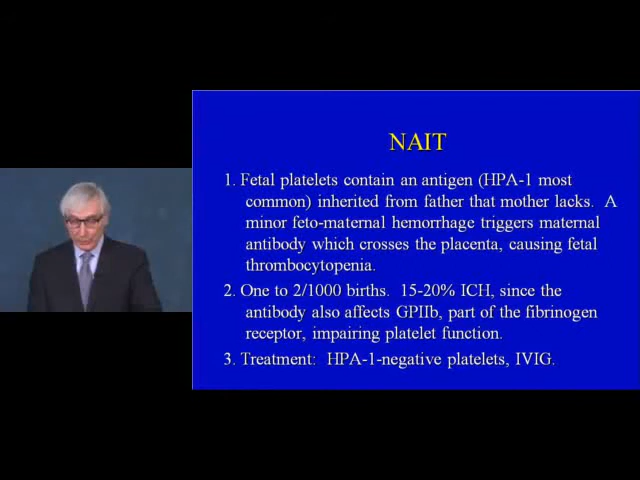 NAIT
1. Fetal platelets contain an antigen (HPA-1 most
common) inherited from father that mother lacks. A
minor feto-maternal hemorrhage triggers maternal
antibody which crosses the placenta, causing fetal
thrombocytopenia.
2. One to 2/1000 births. 15-20% ICH, since the
antibody also affects GPIIb, part of the fibrinogen
receptor, impairing platelet function.
3. Treatment: HPA-1-negative platelets, IVIG.